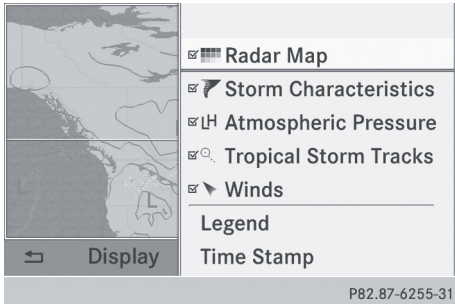 Radar Map
Storm Characteristics
LH Atmospheric Pressure
Tropical Storm Tracks
Winds
Legend
Time Stamp
Display
L
L
P82.87-6255-31